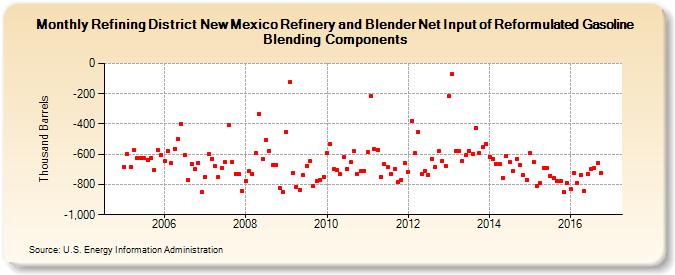 Monthly Refining District New Mexico Refinery and Blender Net Input of Reformulated Gasoline
Blending Components
Thousand Barrels
0
-200
-400
-600
-800
-1,000
2006 2008 2010 2012 2014 2016
Source: U.S. Energy Information Administration